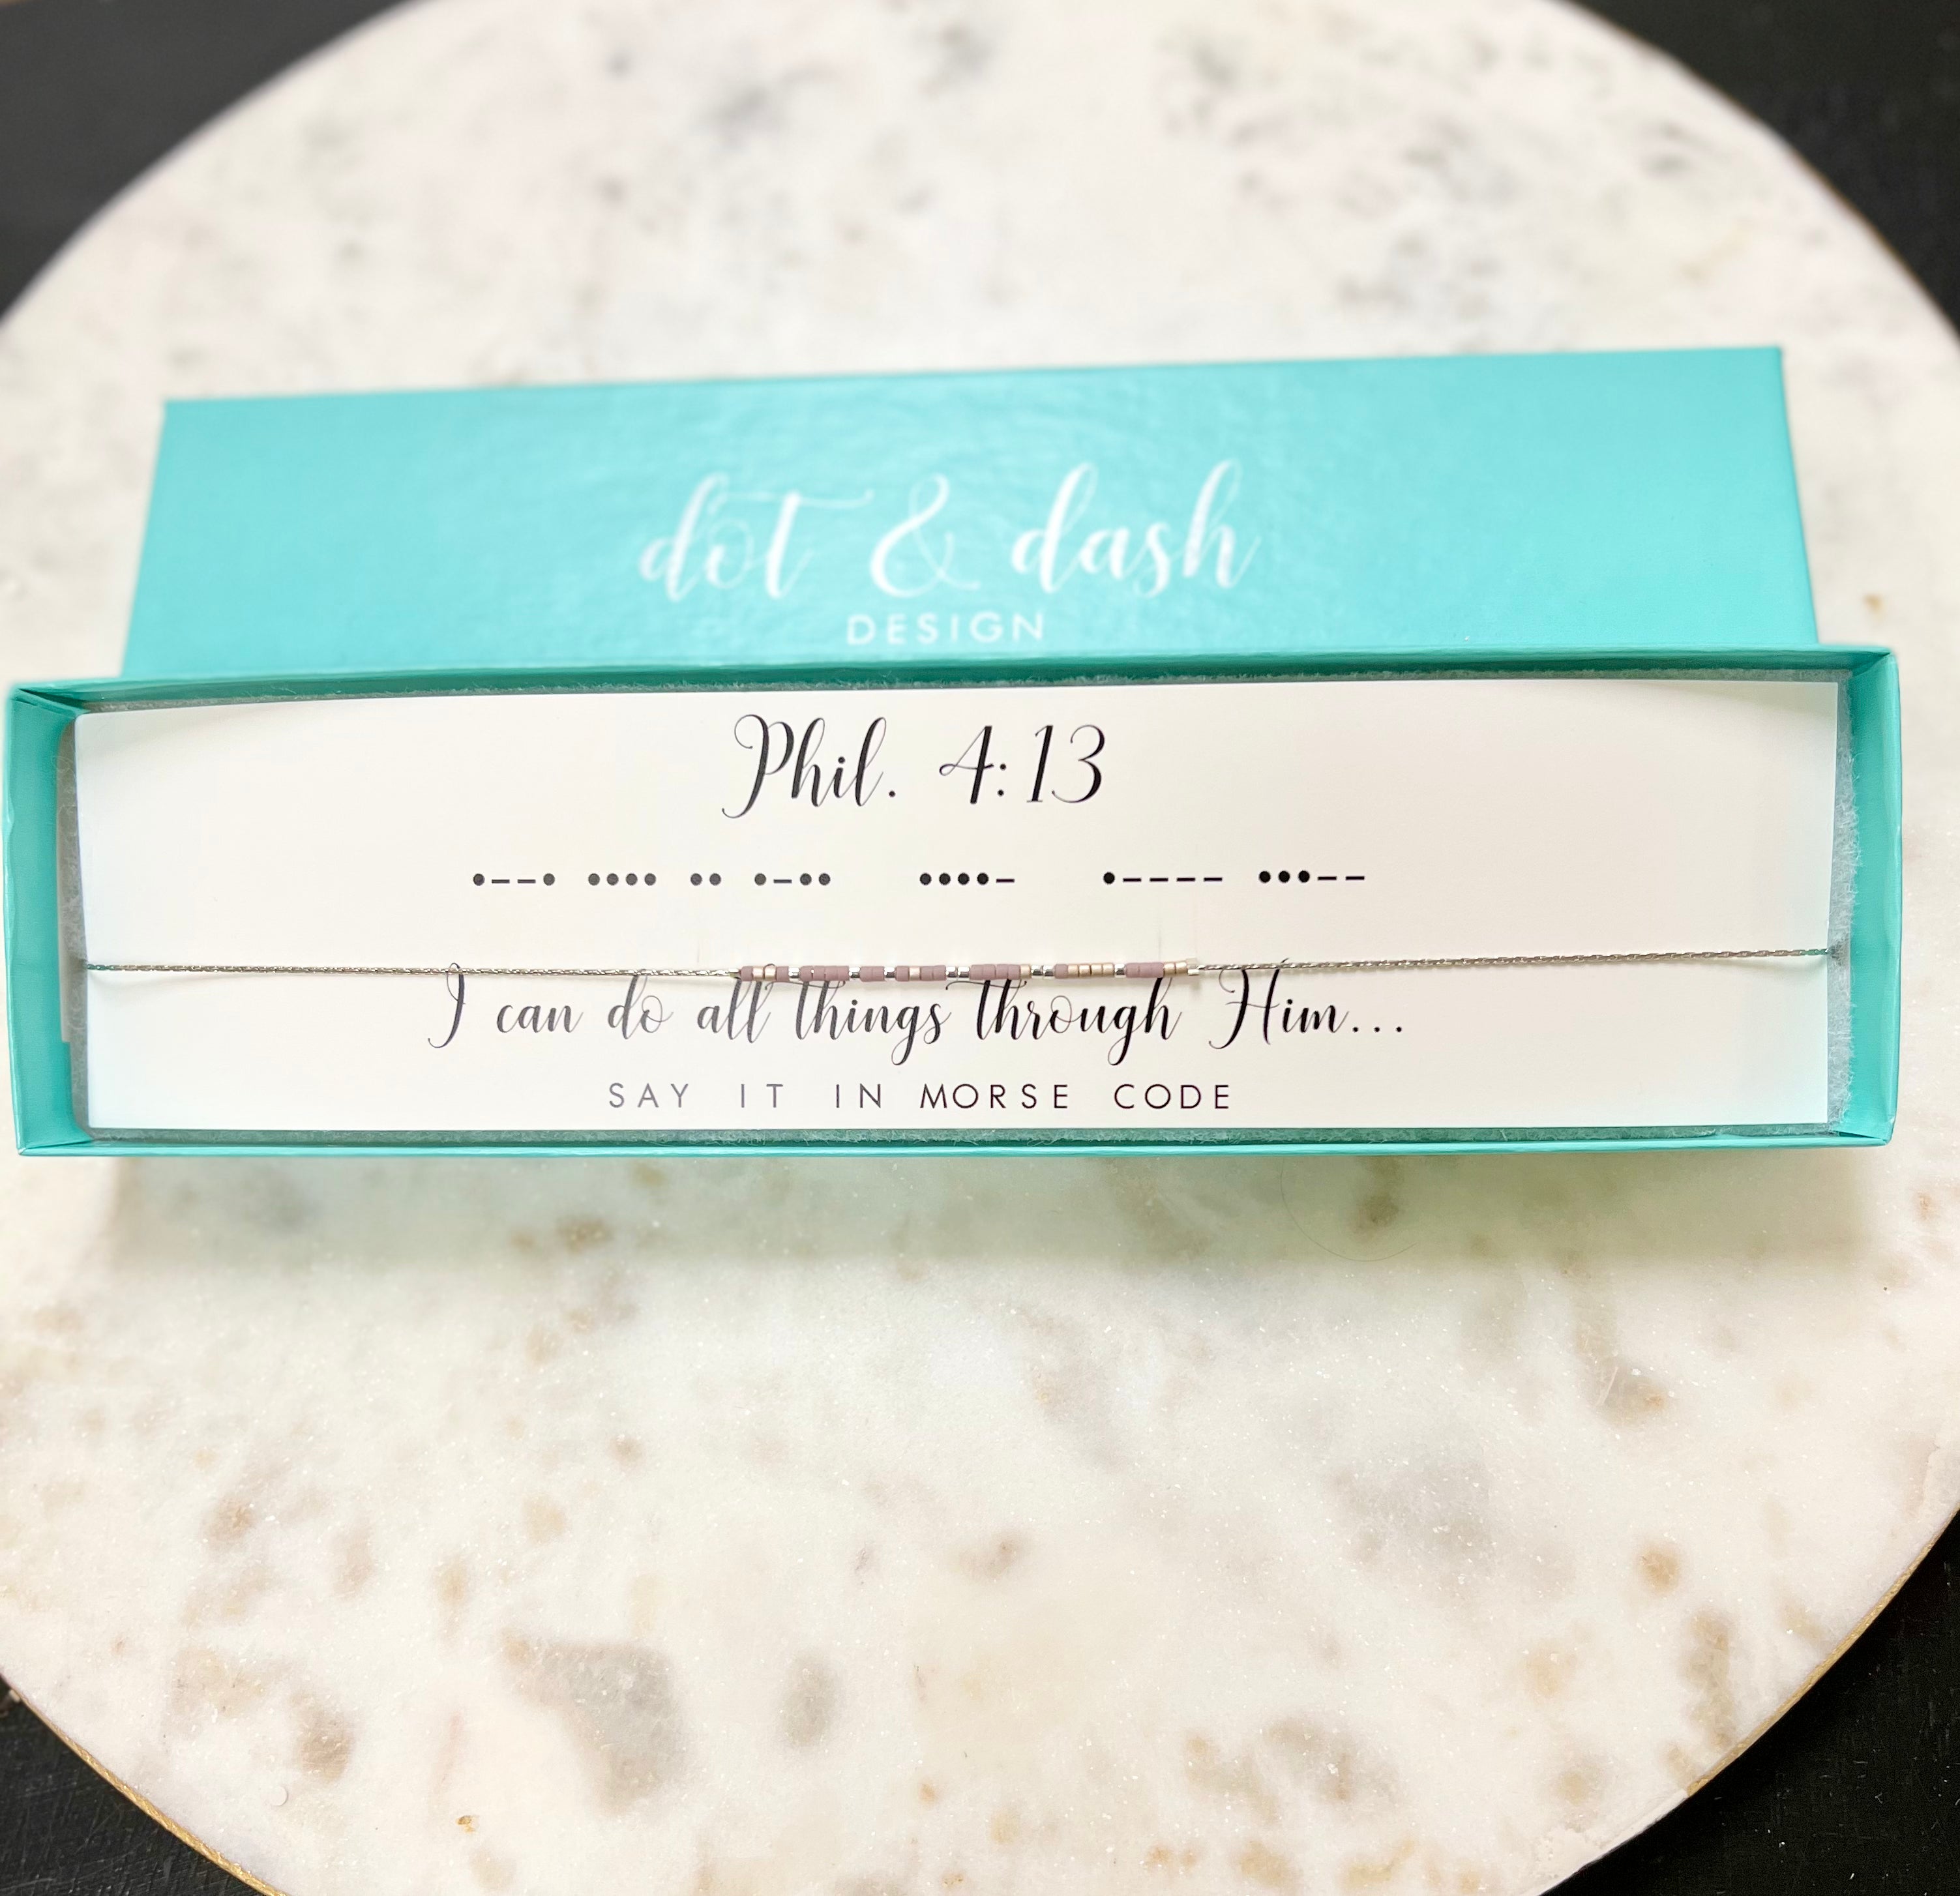 dot & dash
DESIGN
Phil. 4:13
•--• •••• •• •-•• ••••- •---- •••--
I can do all things through Him...
SAY IT IN MORSE CODE